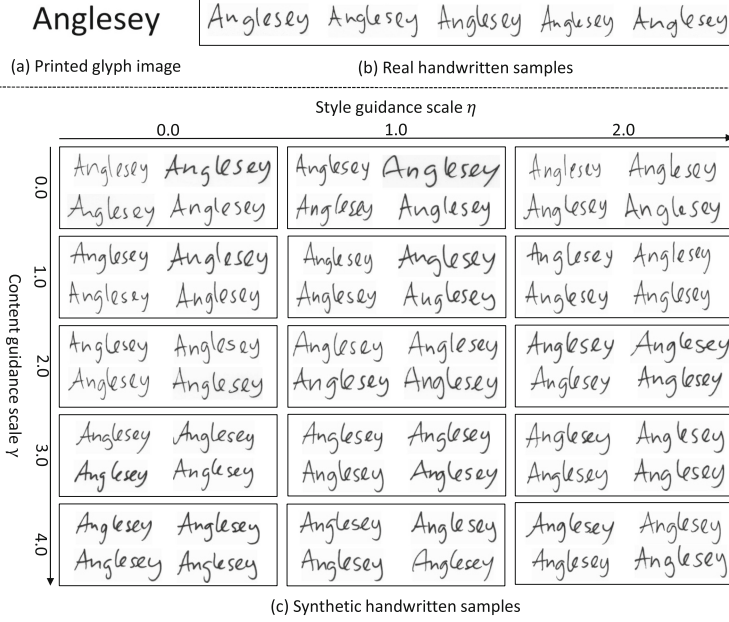 Anglesey
Anglesey Anglesey Anglesey Anglesey Anglesey
(a) Printed glyph image
(b) Real handwritten samples
Style guidance scale η
0.0 1.0 2.0
Content guidance scale γ
0.0
Anglesey Anglesey Anglesey Anglesey Anglesey Anglesey
Anglesey Anglesey Anglesey Anglesey Anglesey Anglesey
1.0
Anglesey Anglesey Anglesey Anglesey Anglesey Anglesey
Anglesey Anglesey Anglesey Anglesey Anglesey Anglesey
2.0
Anglesey Anglesey Anglesey Anglesey Anglesey Anglesey
Anglesey Anglesey Anglesey Anglesey Anglesey Anglesey
3.0
Anglesey Anglesey Anglesey Anglesey Anglesey Anglesey
Anglesey Anglesey Anglesey Anglesey Anglesey Anglesey
4.0
Anglesey Anglesey Anglesey Anglesey Anglesey Anglesey
Anglesey Anglesey Anglesey Anglesey Anglesey Anglesey
(c) Synthetic handwritten samples